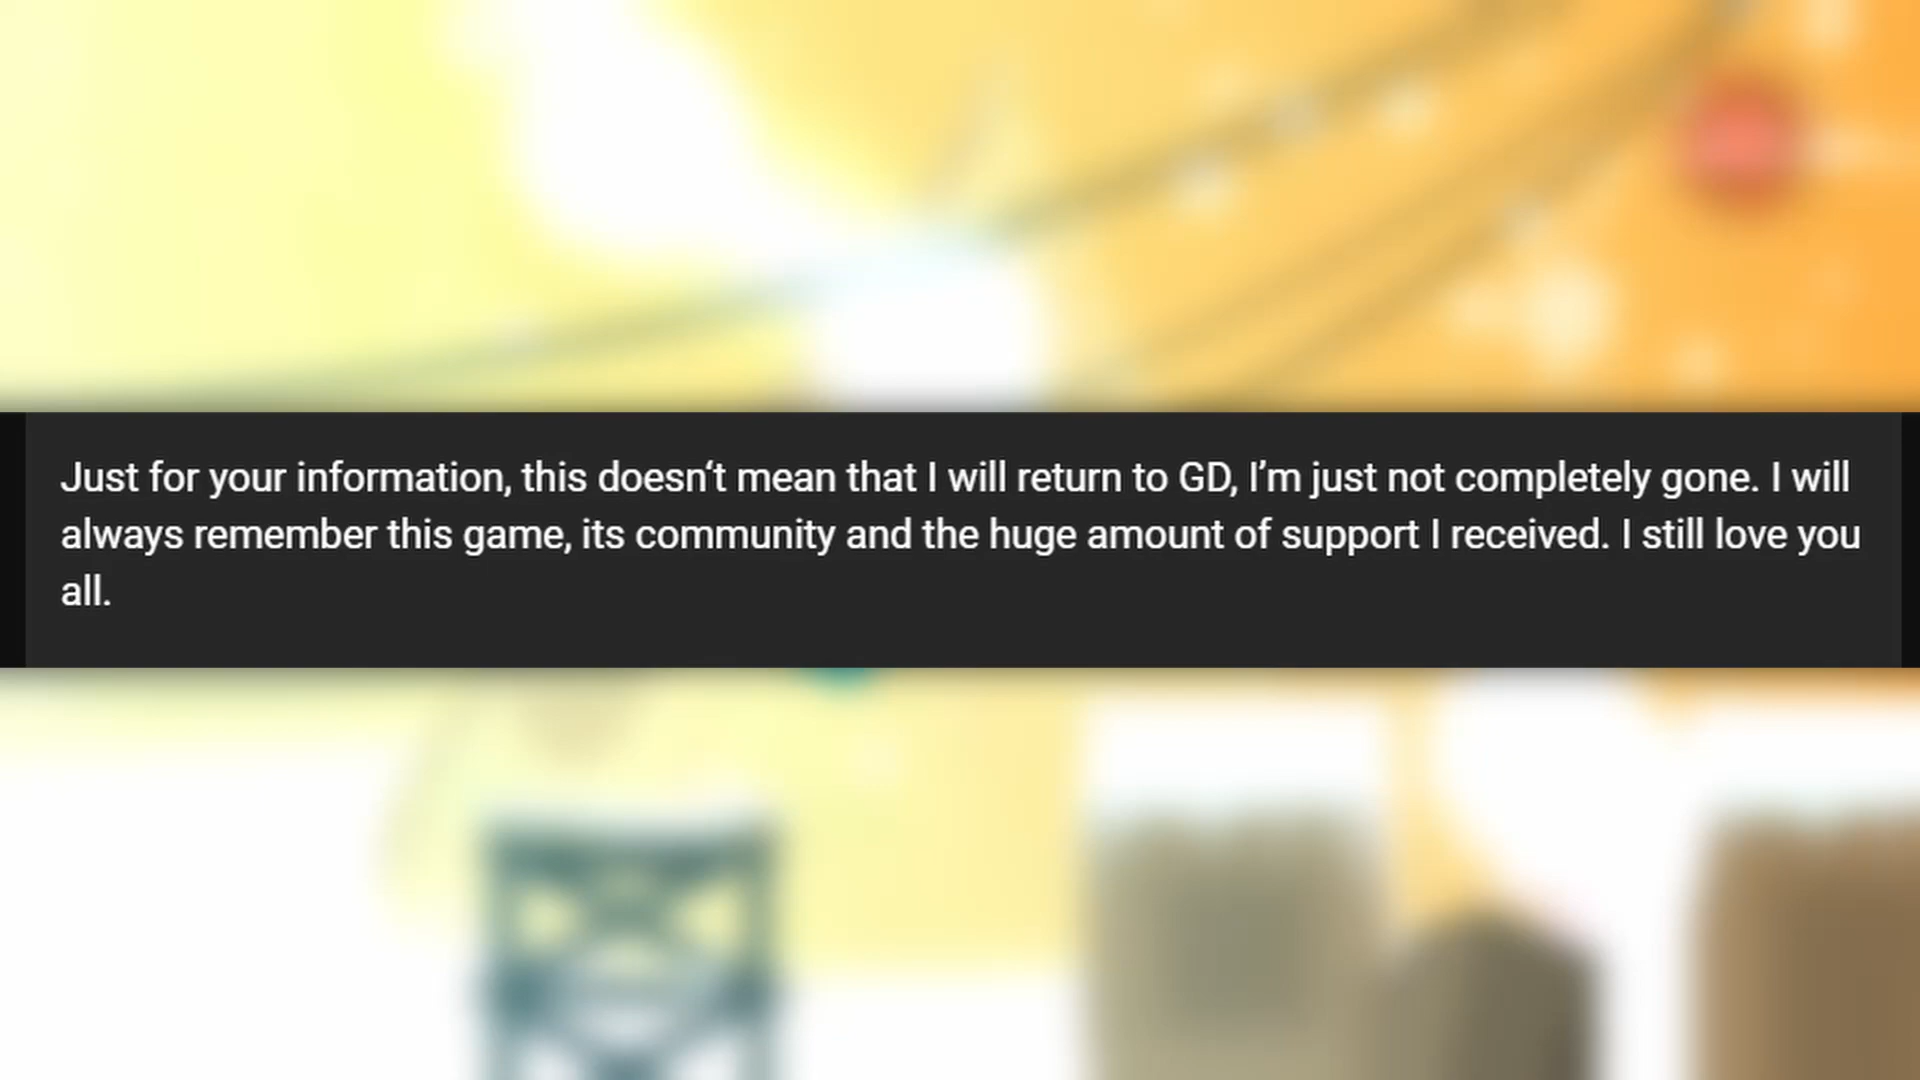 Just for your information, this doesn‘t mean that I will return to GD, I’m just not completely gone. I will
always remember this game, its community and the huge amount of support I received. I still love you
all.